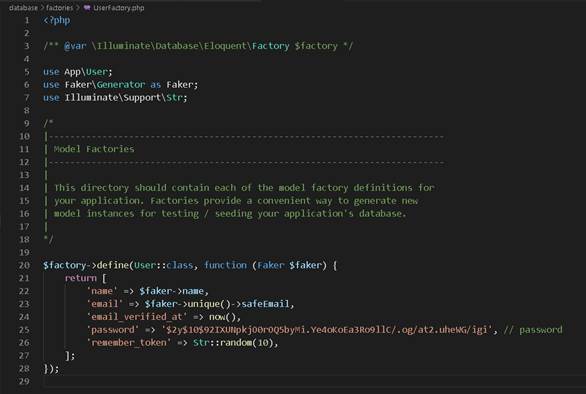 database > factories > UserFactory.php
1 <?php
2
3 /** @var \Illuminate\Database\Eloquent\Factory $factory */
4
5 use App\User;
6 use Faker\Generator as Faker;
7 use Illuminate\Support\Str;
8
9 /*
10 |--------------------------------------------------------------------------
11 | Model Factories
12 |--------------------------------------------------------------------------
13 |
14 | This directory should contain each of the model factory definitions for
15 | your application. Factories provide a convenient way to generate new
16 | model instances for testing / seeding your application's database.
17 |
18 */
19
20 $factory->define(User::class, function (Faker $faker) {
21     return [
22         'name' => $faker->name,
23         'email' => $faker->unique()->safeEmail,
24         'email_verified_at' => now(),
25         'password' => '$2y$10$92IXUNpkjO0rOQ5byMi.Ye4oKoEa3Ro9llC/.og/at2.uheWG/igi', // password
26         'remember_token' => Str::random(10),
27     ];
28 });
29